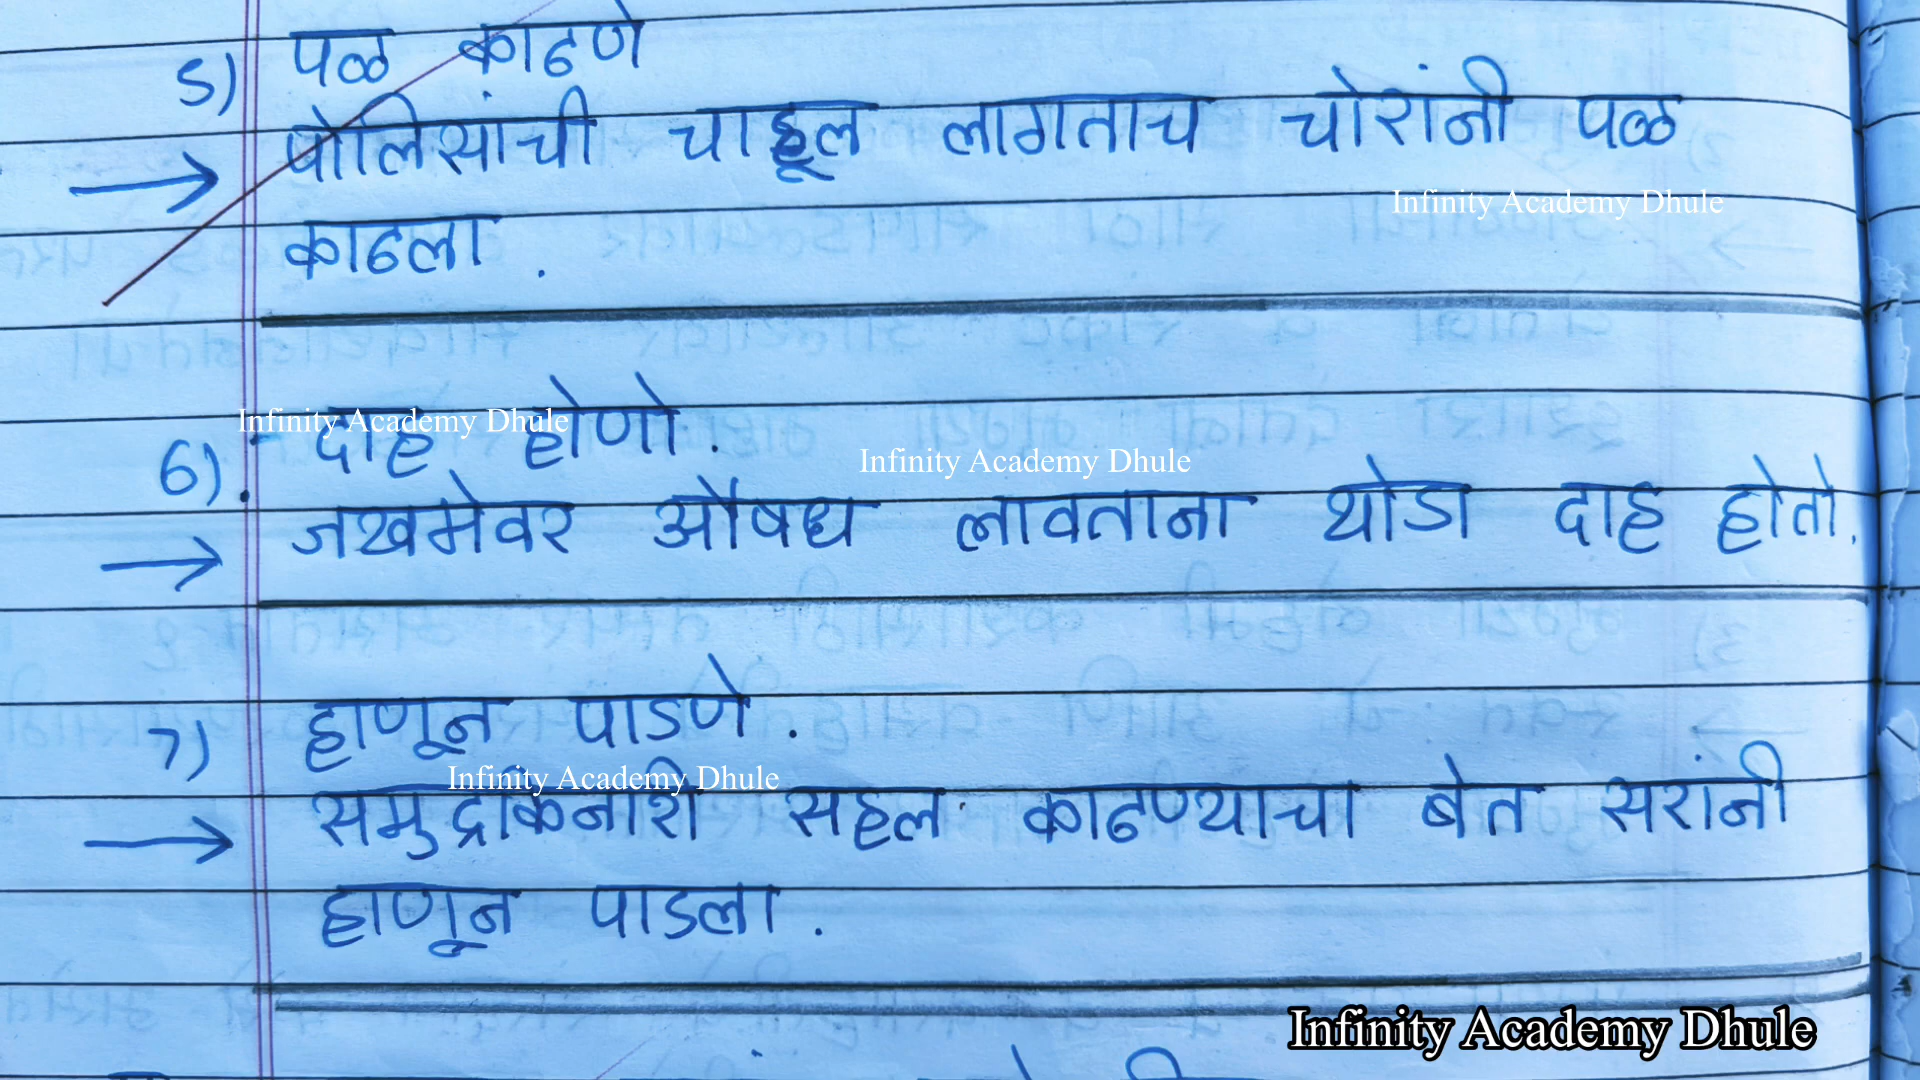 5) पळ काढणे
→ पोलिसांची चाहूल लागताच चोरांनी पळ
Infinity Academy Dhule
काढला .
Infinity Academy Dhule
6) दाह होणो .
Infinity Academy Dhule
→ जखमेवर औषध लावताना थोडा दाह होतो.
7) हाणून पाडणे .
Infinity Academy Dhule
→ समुद्रकिनारी सहल काढण्याचा बेत सरांनी
हाणून पाडला .
Infinity Academy Dhule